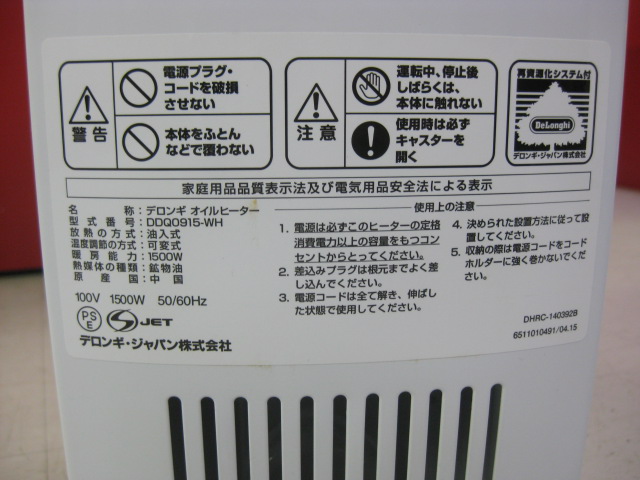 警告
電源プラグ・
コードを破損
させない
本体をふとん
などで覆わない
注意
運転中、停止後
しばらくは、
本体に触れない
使用時は必ず
キャスターを
開く
再資源化システム付
DeLonghi
デロンギ・ジャパン株式会社
家庭用品品質表示法及び電気用品安全法による表示
名称：デロンギ オイルヒーター
型式番号：DDQ0915-WH
放熱の方式：油入式
温度調節の方式：可変式
暖房能力：1500W
熱媒体の種類：鉱物油
原産国：中国
100V 1500W 50/60Hz
PSE
S JET
デロンギ・ジャパン株式会社
使用上の注意
1. 電源は必ずこのヒーターの定格
消費電力以上の容量をもつコン
セントからとってください。
2. 差込みプラグは根元までよく差
し込んでください。
3. 電源コードは全て解き、伸ばし
た状態で使用してください。
4. 決められた設置方法に従って設
置してください。
5. 収納の際は電源コードをコード
ホルダーに強く巻かないでくだ
さい。
DHRC-140392B
6511010491/04.15